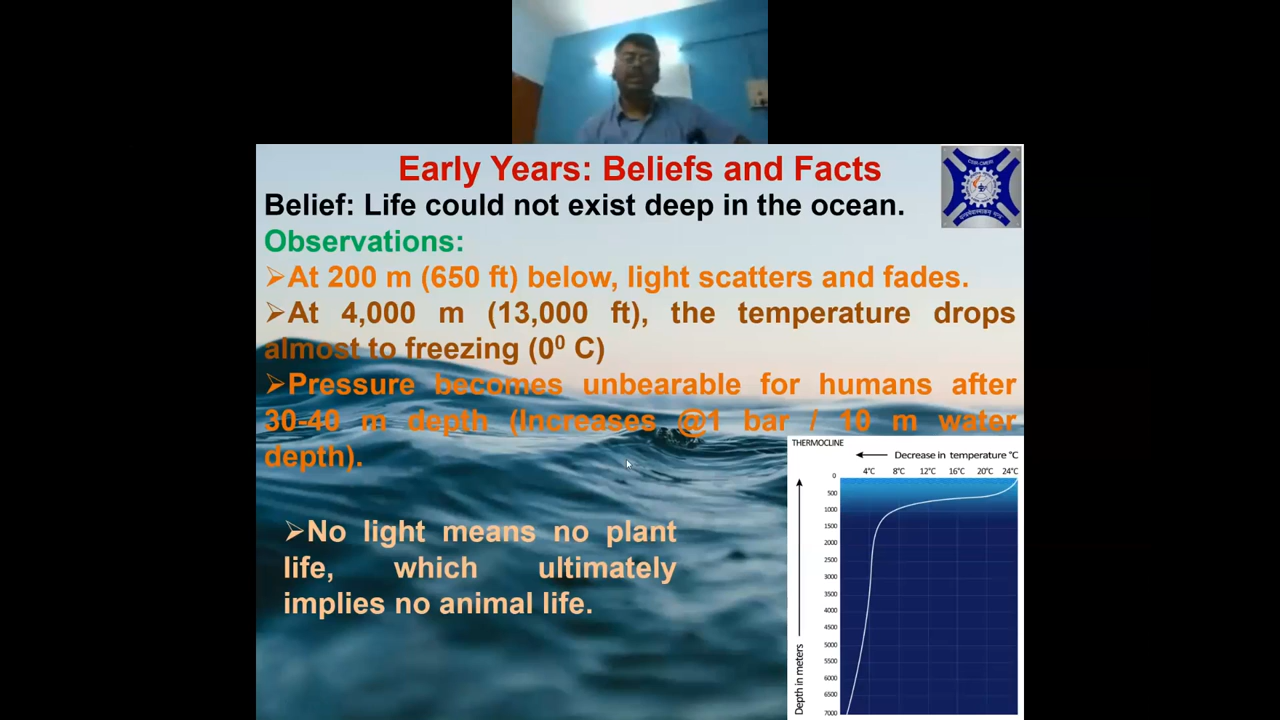 Early Years: Beliefs and Facts
CSIR-CMERI
Belief: Life could not exist deep in the ocean.
Observations:
➢At 200 m (650 ft) below, light scatters and fades.
➢At 4,000 m (13,000 ft), the temperature drops
almost to freezing (0⁰ C)
➢Pressure becomes unbearable for humans after
30-40 m depth (Increases @1 bar / 10 m water
depth).
➢No light means no plant
life, which ultimately
implies no animal life.
THERMOCLINE
Decrease in temperature °C
4°C 8°C 12°C 16°C 20°C 24°C
0
500
1000
1500
2000
2500
3000
3500
4000
4500
5000
5500
6000
6500
7000
Depth in meters